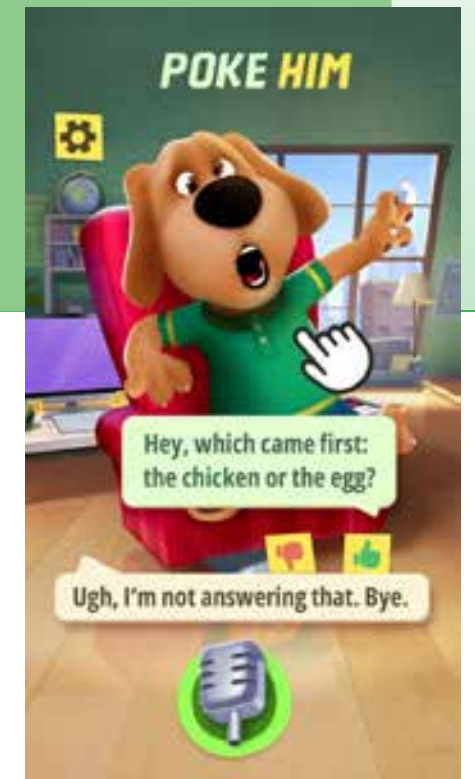 POKE HIM
Hey, which came first:
the chicken or the egg?
Ugh, I'm not answering that. Bye.